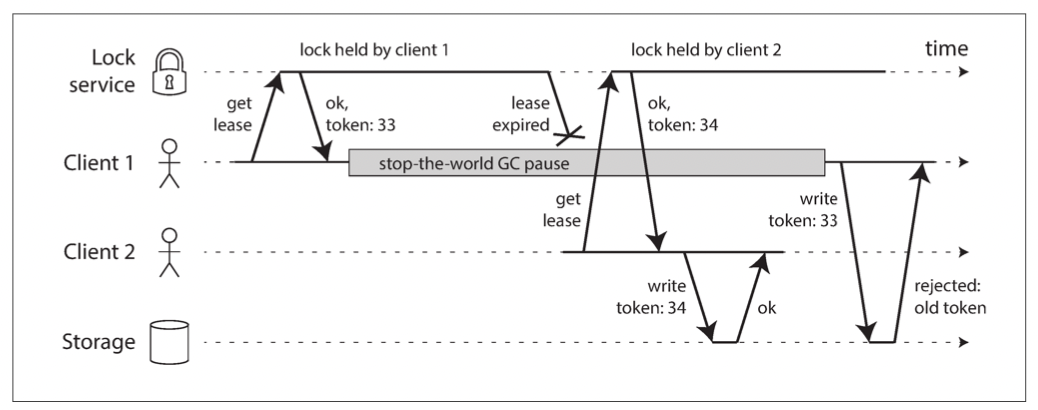 Lock
service
lock held by client 1
lock held by client 2
time
get
lease
ok,
token: 33
lease
expired
ok,
token: 34
Client 1
stop-the-world GC pause
get
lease
write
token: 33
Client 2
write
token: 34
ok
rejected:
old token
Storage